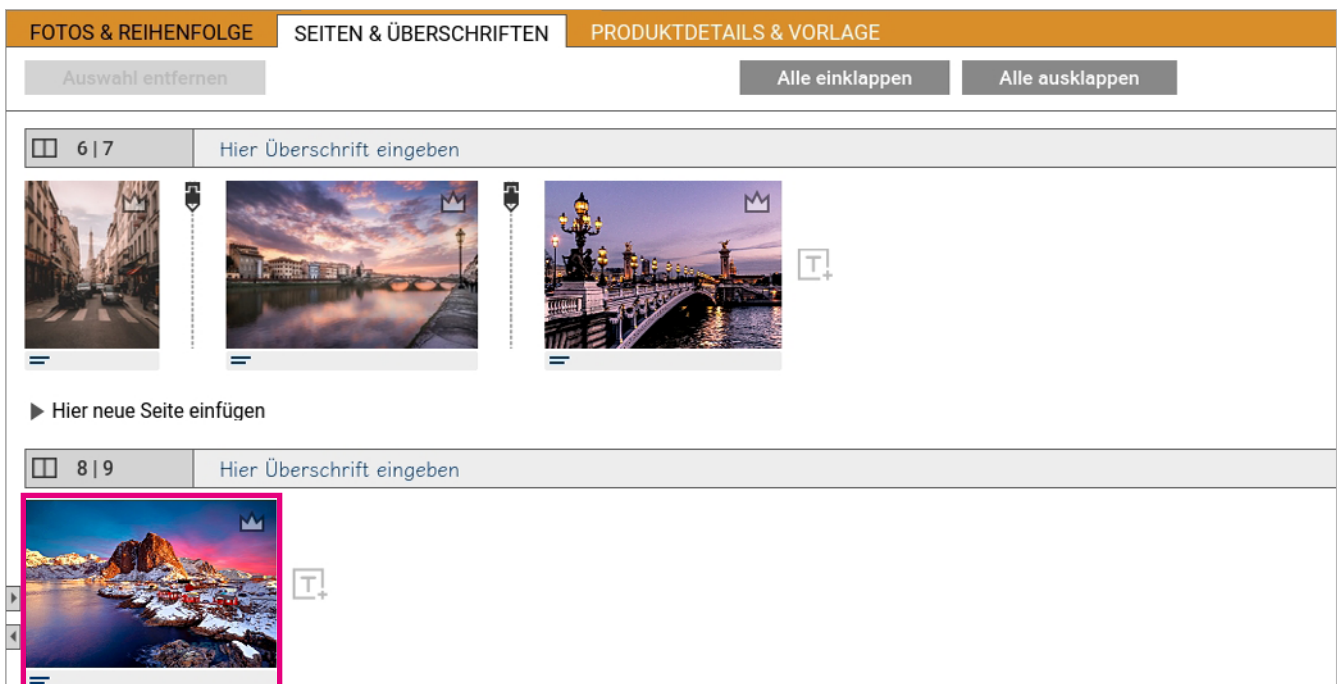 FOTOS & REIHENFOLGE SEITEN & ÜBERSCHRIFTEN PRODUKTDETAILS & VORLAGE
Auswahl entfernen Alle einklappen Alle ausklappen
6|7 Hier Überschrift eingeben
T+
Hier neue Seite einfügen
8|9 Hier Überschrift eingeben
T+